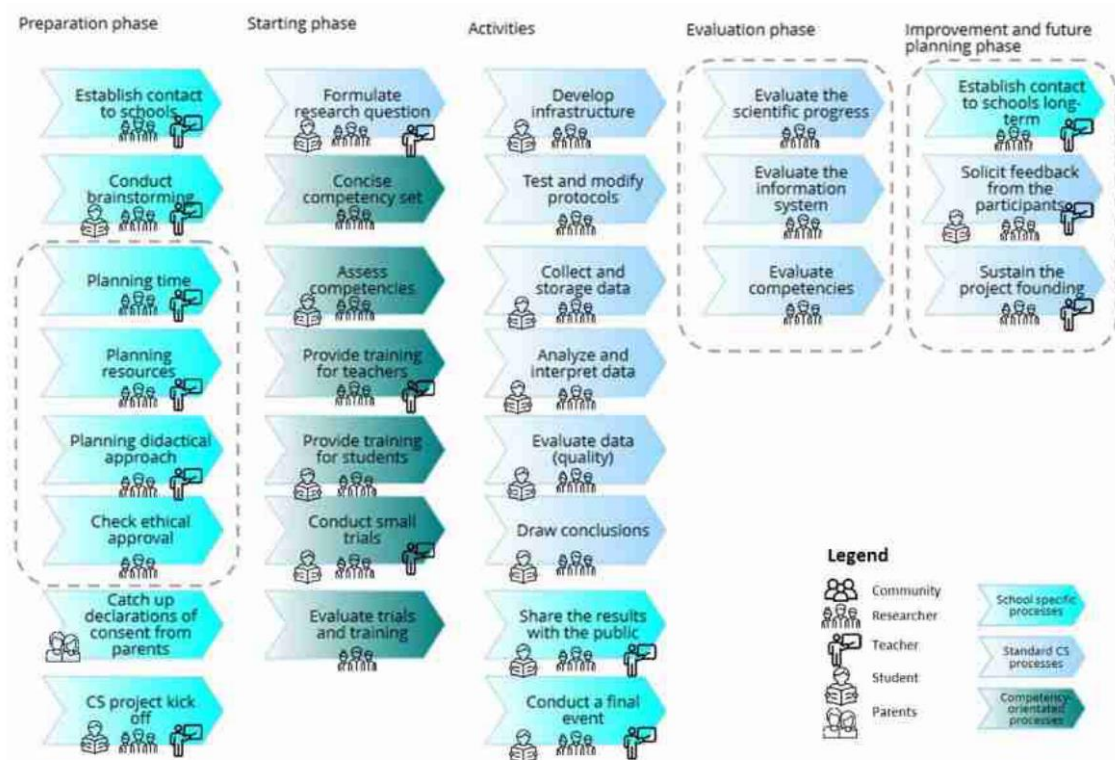 Preparation phase
Establish contact
to schools
Conduct
brainstorming
Planning time
Planning
resources
Planning didactical
approach
Check ethical
approval
Catch up
declarations of
consent from
parents
CS project kick
off
Starting phase
Formulate
research question
Concise
competency set
Assess
competencies
Provide training
for teachers
Provide training
for students
Conduct small
trials
Evaluate trials
and training
Activities
Develop
infrastructure
Test and modify
protocols
Collect and
storage data
Analyze and
interpret data
Evaluate data
(quality)
Draw conclusions
Share the results
with the public
Conduct a final
event
Evaluation phase
Evaluate the
scientific progress
Evaluate the
information
system
Evaluate
competencies
Improvement and future
planning phase
Establish contact
to schools long-
term
Solicit feedback
from the
participants
Sustain the
project founding
Legend
Community
Researcher
Teacher
Student
Parents
School specific
processes
Standard CS
processes
Competency-
orientated
processes